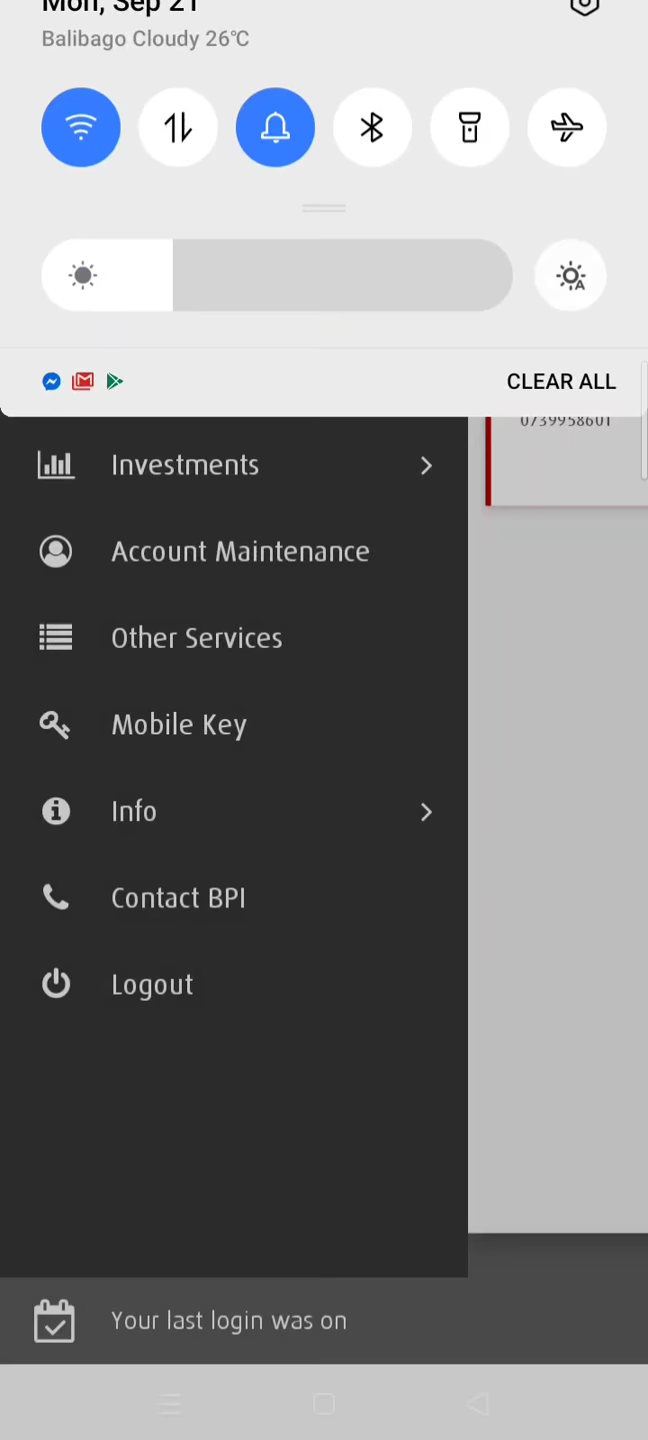 Mon, Sep 21
Balibago Cloudy 26°C
CLEAR ALL
0739958601
Investments
Account Maintenance
Other Services
Mobile Key
Info
Contact BPI
Logout
Your last login was on